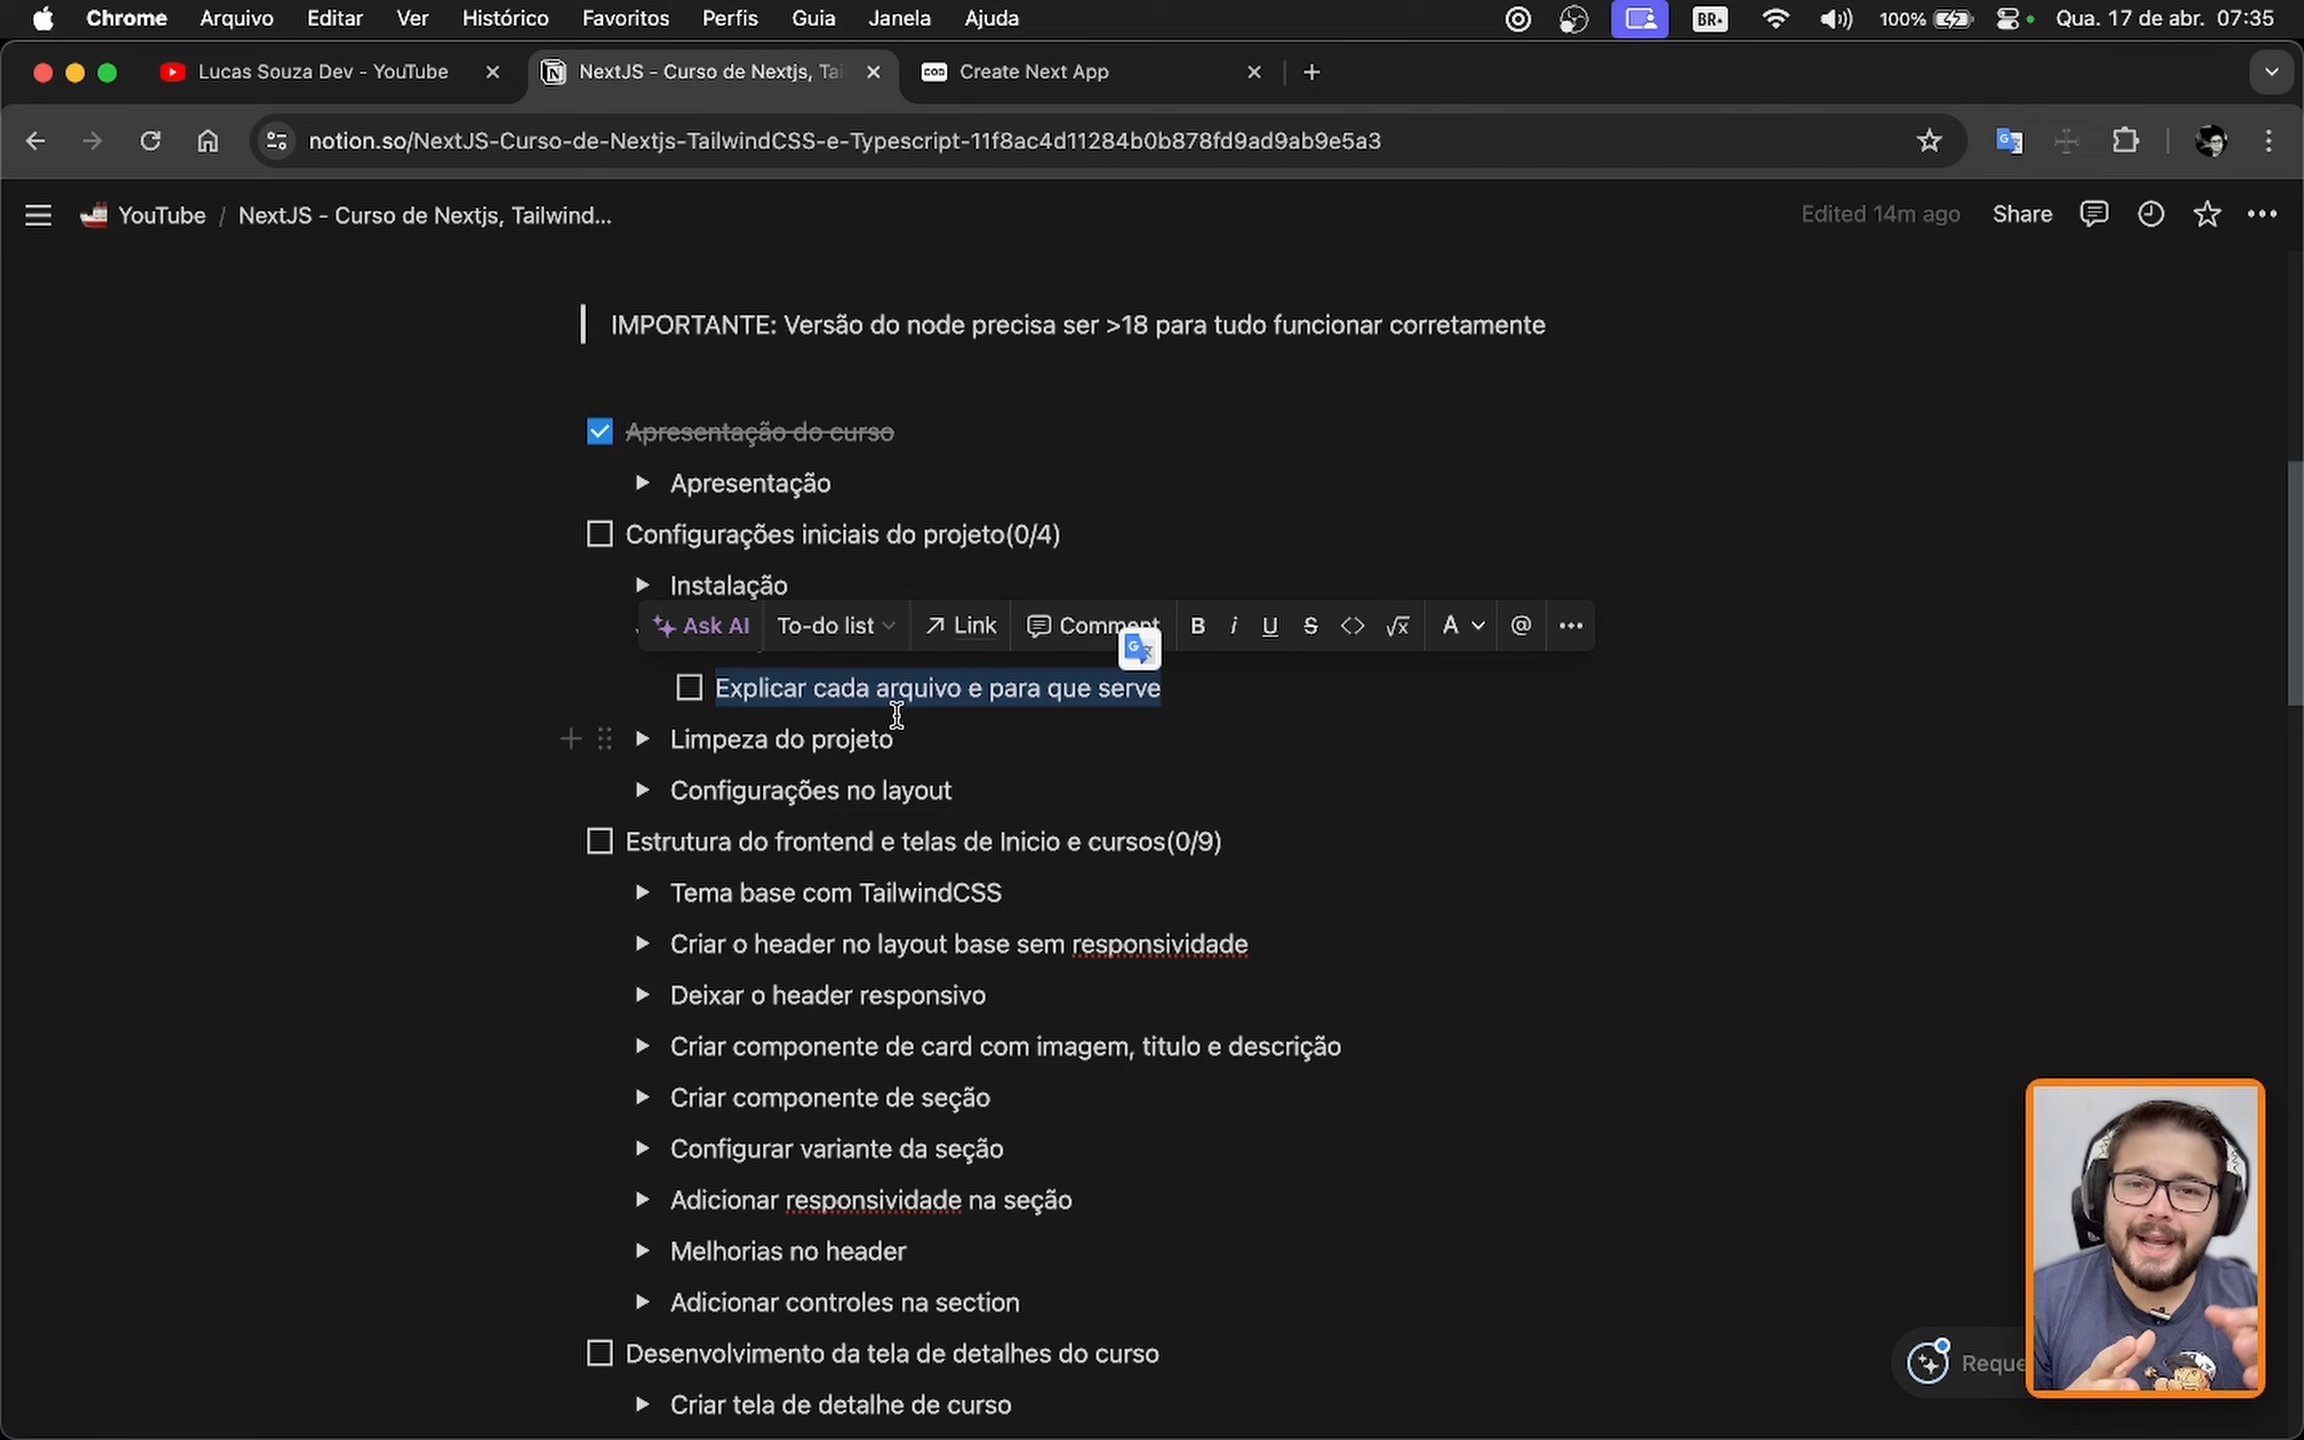 Chrome Arquivo Editar Ver Histórico Favoritos Perfis Guia Janela Ajuda BR 100% Qua. 17 de abr. 07:35
Lucas Souza Dev - YouTube NextJS - Curso de Nextjs, Tai COD Create Next App
notion.so/NextJS-Curso-de-Nextjs-TailwindCSS-e-Typescript-11f8ac4d11284b0b878fd9ad9ab9e5a3
YouTube / NextJS - Curso de Nextjs, Tailwind... Edited 14m ago Share
IMPORTANTE: Versão do node precisa ser >18 para tudo funcionar corretamente
Apresentação do curso
Apresentação
Configurações iniciais do projeto(0/4)
Instalação
Ask AI To-do list Link Comment B i U S <> √x A @ •••
Explicar cada arquivo e para que serve
Limpeza do projeto
Configurações no layout
Estrutura do frontend e telas de Inicio e cursos(0/9)
Tema base com TailwindCSS
Criar o header no layout base sem responsividade
Deixar o header responsivo
Criar componente de card com imagem, titulo e descrição
Criar componente de seção
Configurar variante da seção
Adicionar responsividade na seção
Melhorias no header
Adicionar controles na section
Desenvolvimento da tela de detalhes do curso
Reque
Criar tela de detalhe de curso